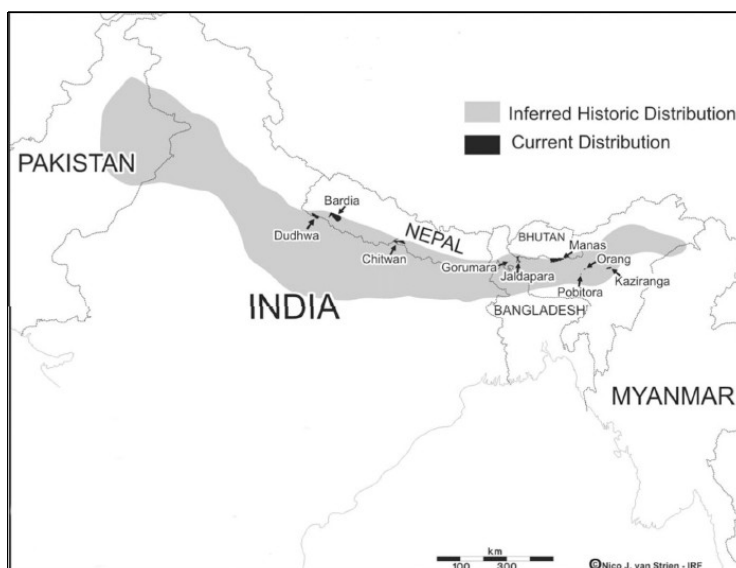 Inferred Historic Distribution
Current Distribution
PAKISTAN
Bardia
Dudhwa
NEPAL
Chitwan
BHUTAN
Manas
Gorumara
Orang
Jaldapara
Kaziranga
Pobitora
INDIA
BANGLADESH
MYANMAR
km
100 300
©Nico J. van Strien - IRF